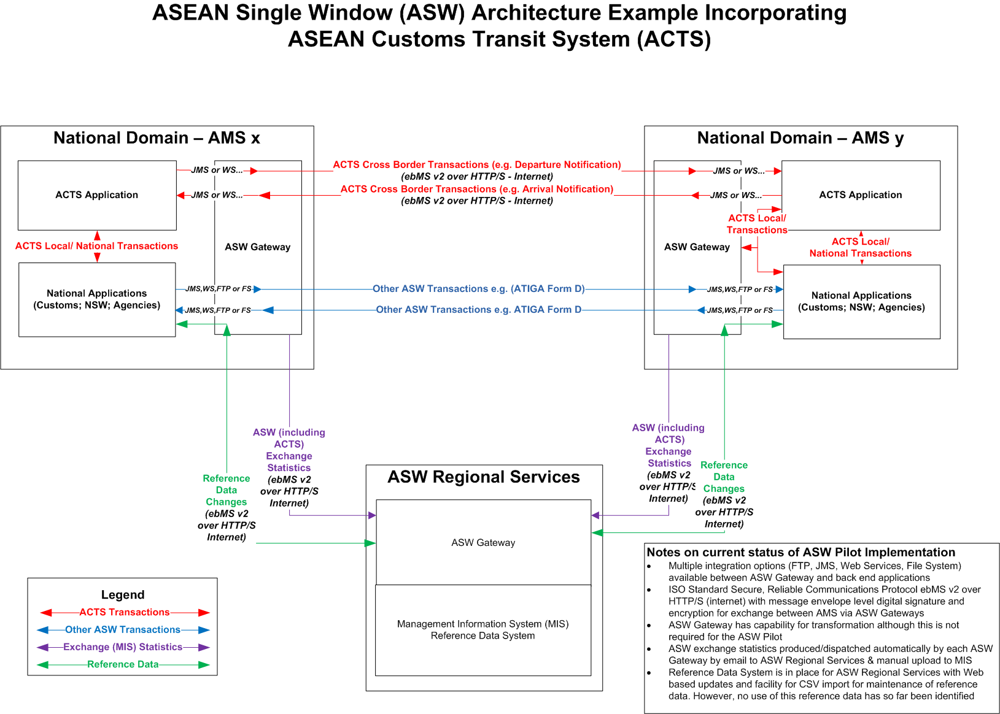 ASEAN Single Window (ASW) Architecture Example Incorporating
ASEAN Customs Transit System (ACTS)
National Domain – AMS x
ACTS Application
JMS or WS...
JMS or WS...
ACTS Local/ National Transactions
ASW Gateway
National Applications
(Customs; NSW; Agencies)
JMS,WS,FTP or FS
JMS,WS,FTP or FS
ACTS Cross Border Transactions (e.g. Departure Notification)
(ebMS v2 over HTTP/S - Internet)
ACTS Cross Border Transactions (e.g. Arrival Notification)
(ebMS v2 over HTTP/S - Internet)
Other ASW Transactions e.g. (ATIGA Form D)
Other ASW Transactions e.g. ATIGA Form D
National Domain – AMS y
JMS or WS...
JMS or WS...
ACTS Application
ACTS Local/
Transactions
ASW Gateway
ACTS Local/
National Transactions
JMS,WS,FTP or FS
JMS,WS,FTP or FS
National Applications
(Customs; NSW; Agencies)
ASW (including
ACTS)
Exchange
Statistics
(ebMS v2
over HTTP/S
Internet)
Reference
Data
Changes
(ebMS v2
over HTTP/S
Internet)
ASW (including
ACTS)
Exchange
Statistics
(ebMS v2
over HTTP/S
Internet)
Reference
Data
Changes
(ebMS v2
over HTTP/S
Internet)
ASW Regional Services
ASW Gateway
Management Information System (MIS)
Reference Data System
Legend
ACTS Transactions
Other ASW Transactions
Exchange (MIS) Statistics
Reference Data
Notes on current status of ASW Pilot Implementation
• Multiple integration options (FTP, JMS, Web Services, File System)
available between ASW Gateway and back end applications
• ISO Standard Secure, Reliable Communications Protocol ebMS v2 over
HTTP/S (internet) with message envelope level digital signature and
encryption for exchange between AMS via ASW Gateways
• ASW Gateway has capability for transformation although this is not
required for the ASW Pilot
• ASW exchange statistics produced/dispatched automatically by each ASW
Gateway by email to ASW Regional Services & manual upload to MIS
• Reference Data System is in place for ASW Regional Services with Web
based updates and facility for CSV import for maintenance of reference
data. However, no use of this reference data has so far been identified